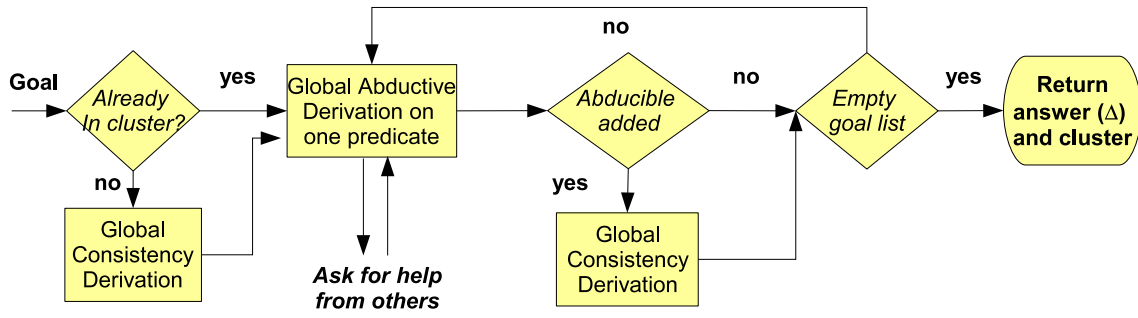 no
Goal
Already
In cluster?
yes
Global Abductive
Derivation on
one predicate
Abducible
added
no
Empty
goal list
yes
Return
answer (Δ)
and cluster
no
Global
Consistency
Derivation
Ask for help
from others
yes
Global
Consistency
Derivation